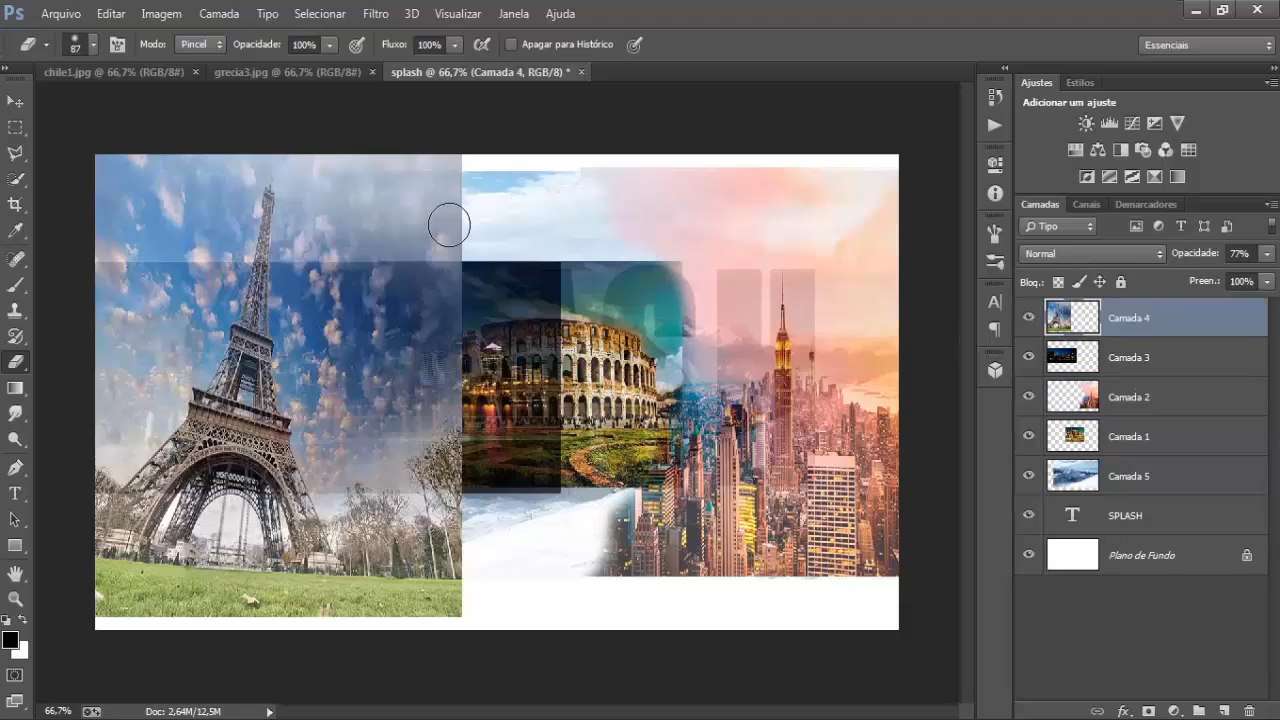 Ps Arquivo Editar Imagem Camada Tipo Selecionar Filtro 3D Visualizar Janela Ajuda
87 Modo: Pincel Opacidade: 100% Fluxo: 100% Apagar para Histórico Essenciais
chile1.jpg @ 66,7% (RGB/8#) × grecia3.jpg @ 66,7% (RGB/8#) × splash @ 66,7% (Camada 4, RGB/8) * ×
Ajustes Estilos
Adicionar um ajuste
Camadas Canais Demarcadores
Tipo
Normal Opacidade: 77%
Bloq.: Preen.: 100%
Camada 4
Camada 3
Camada 2
Camada 1
Camada 5
T SPLASH
Plano de Fundo
66,7% Doc: 2,64M/12,5M